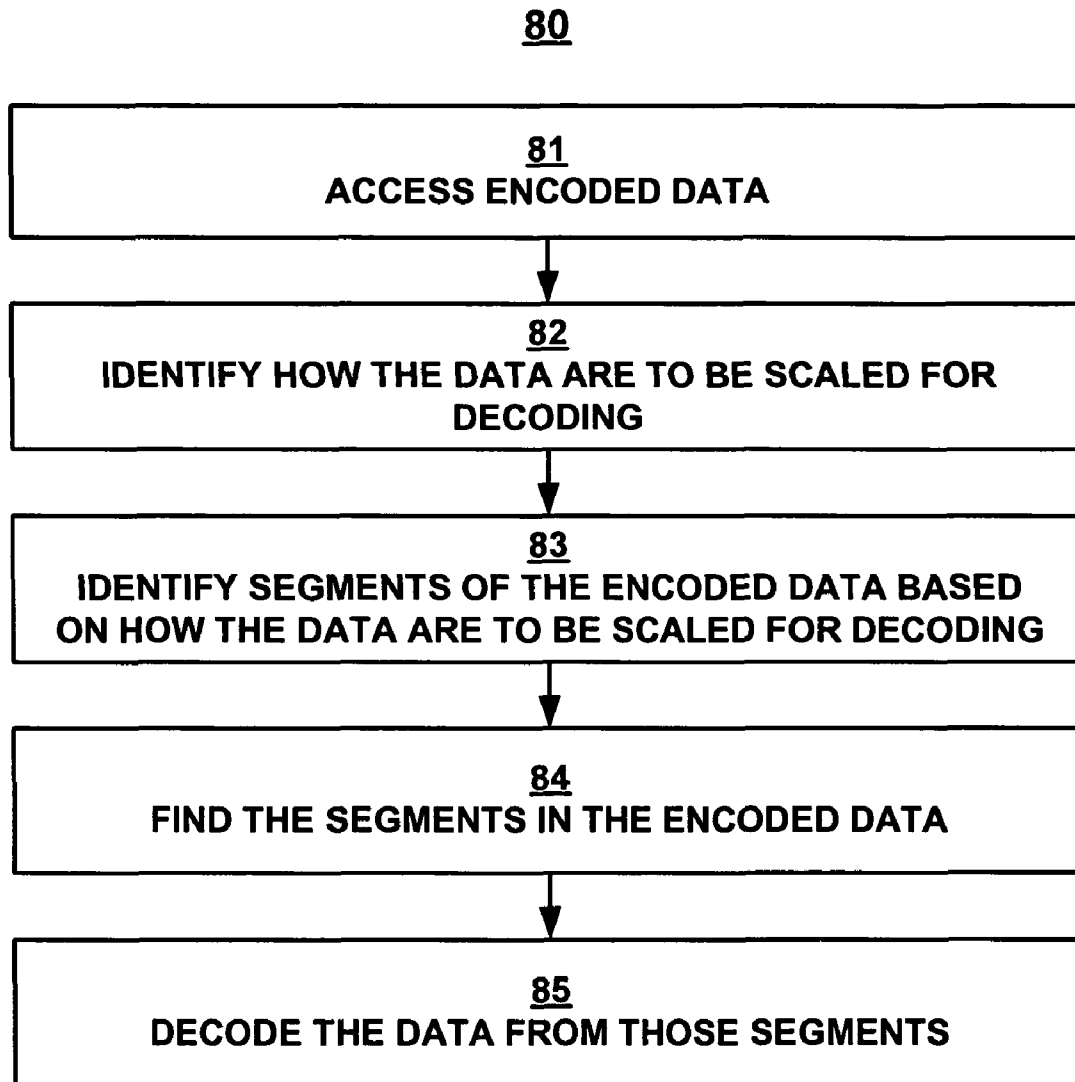 80
81
ACCESS ENCODED DATA
82
IDENTIFY HOW THE DATA ARE TO BE SCALED FOR
DECODING
83
IDENTIFY SEGMENTS OF THE ENCODED DATA BASED
ON HOW THE DATA ARE TO BE SCALED FOR DECODING
84
FIND THE SEGMENTS IN THE ENCODED DATA
85
DECODE THE DATA FROM THOSE SEGMENTS